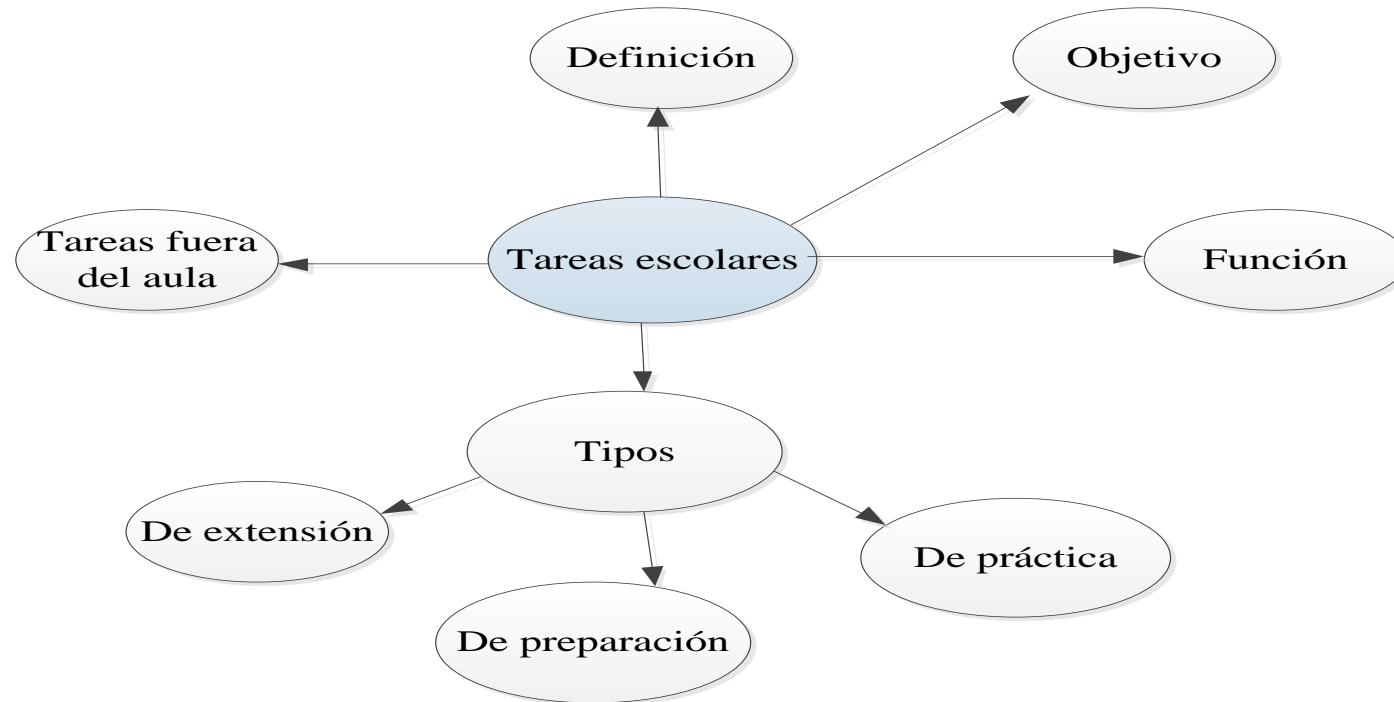 Definición
Objetivo
Tareas fuera
del aula
Tareas escolares
Función
Tipos
De extensión
De práctica
De preparación